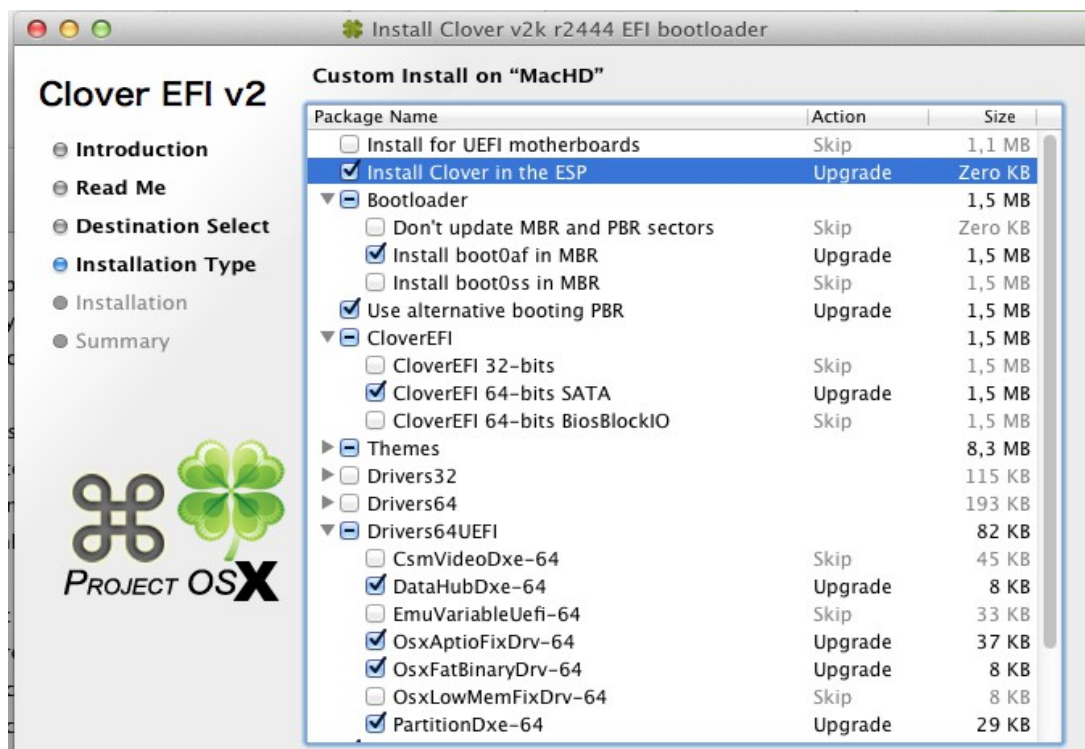 Install Clover v2k r2444 EFI bootloader
Clover EFI v2
Introduction
Read Me
Destination Select
Installation Type
Installation
Summary
PROJECT OSX
Custom Install on “MacHD”
Package Name Action Size
Install for UEFI motherboards Skip 1,1 MB
Install Clover in the ESP Upgrade Zero KB
Bootloader 1,5 MB
Don't update MBR and PBR sectors Skip Zero KB
Install boot0af in MBR Upgrade 1,5 MB
Install boot0ss in MBR Skip 1,5 MB
Use alternative booting PBR Upgrade 1,5 MB
CloverEFI 1,5 MB
CloverEFI 32-bits Skip 1,5 MB
CloverEFI 64-bits SATA Upgrade 1,5 MB
CloverEFI 64-bits BiosBlockIO Skip 1,5 MB
Themes 8,3 MB
Drivers32 115 KB
Drivers64 193 KB
Drivers64UEFI 82 KB
CsmVideoDxe-64 Skip 45 KB
DataHubDxe-64 Upgrade 8 KB
EmuVariableUefi-64 Skip 33 KB
OsxAptioFixDrv-64 Upgrade 37 KB
OsxFatBinaryDrv-64 Upgrade 8 KB
OsxLowMemFixDrv-64 Skip 8 KB
PartitionDxe-64 Upgrade 29 KB